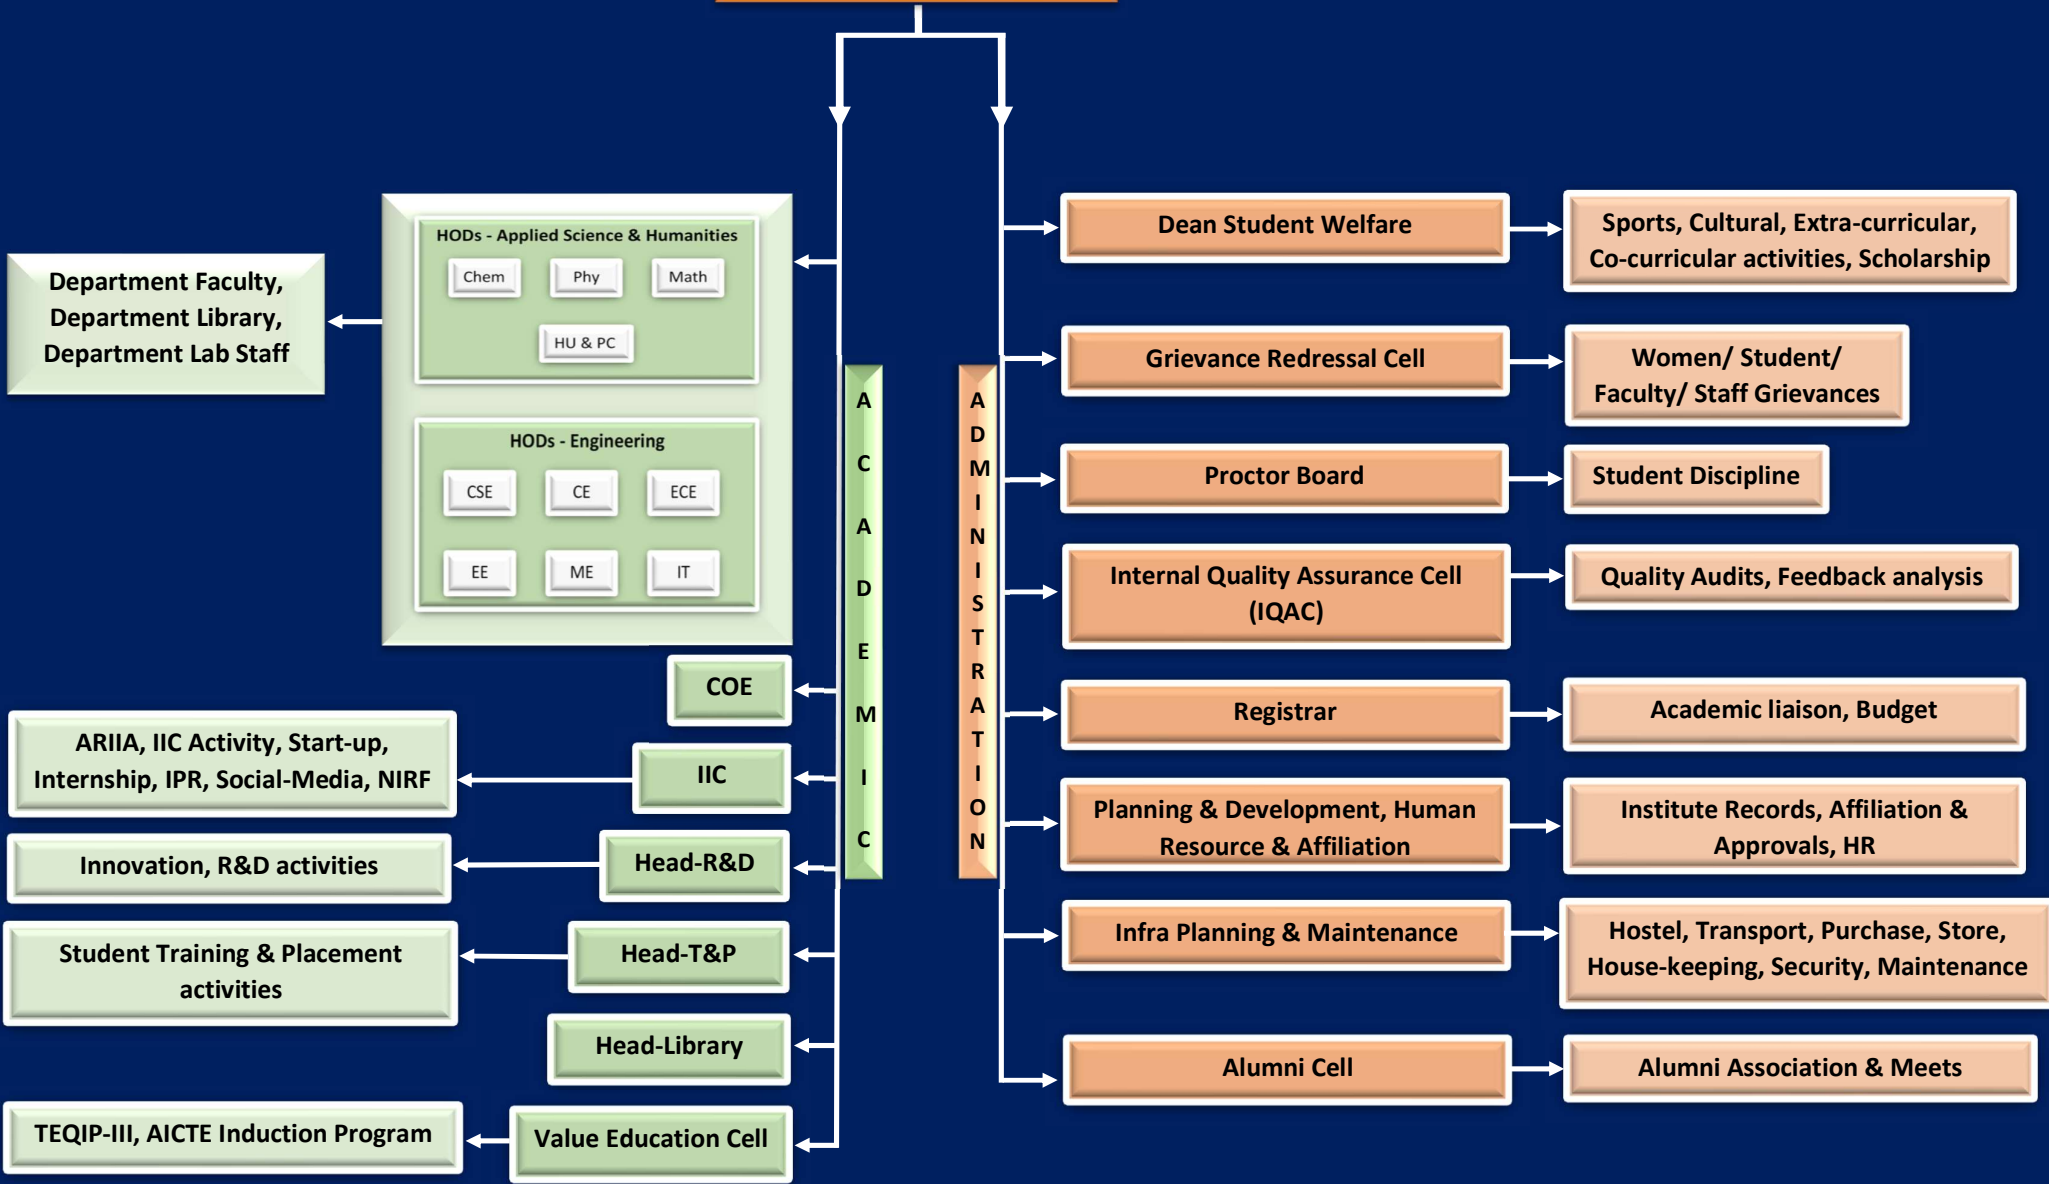 HODs - Applied Science & Humanities
Chem
Phy
Math
HU & PC
HODs - Engineering
CSE
CE
ECE
EE
ME
IT
Department Faculty,
Department Library,
Department Lab Staff
COE
IIC
ARIIA, IIC Activity, Start-up,
Internship, IPR, Social-Media, NIRF
Head-R&D
Innovation, R&D activities
Head-T&P
Student Training & Placement
activities
Head-Library
Value Education Cell
TEQIP-III, AICTE Induction Program
ACADEMIC
ADMINISTRATION
Dean Student Welfare
Sports, Cultural, Extra-curricular,
Co-curricular activities, Scholarship
Grievance Redressal Cell
Women/ Student/
Faculty/ Staff Grievances
Proctor Board
Student Discipline
Internal Quality Assurance Cell
(IQAC)
Quality Audits, Feedback analysis
Registrar
Academic liaison, Budget
Planning & Development, Human
Resource & Affiliation
Institute Records, Affiliation &
Approvals, HR
Infra Planning & Maintenance
Hostel, Transport, Purchase, Store,
House-keeping, Security, Maintenance
Alumni Cell
Alumni Association & Meets